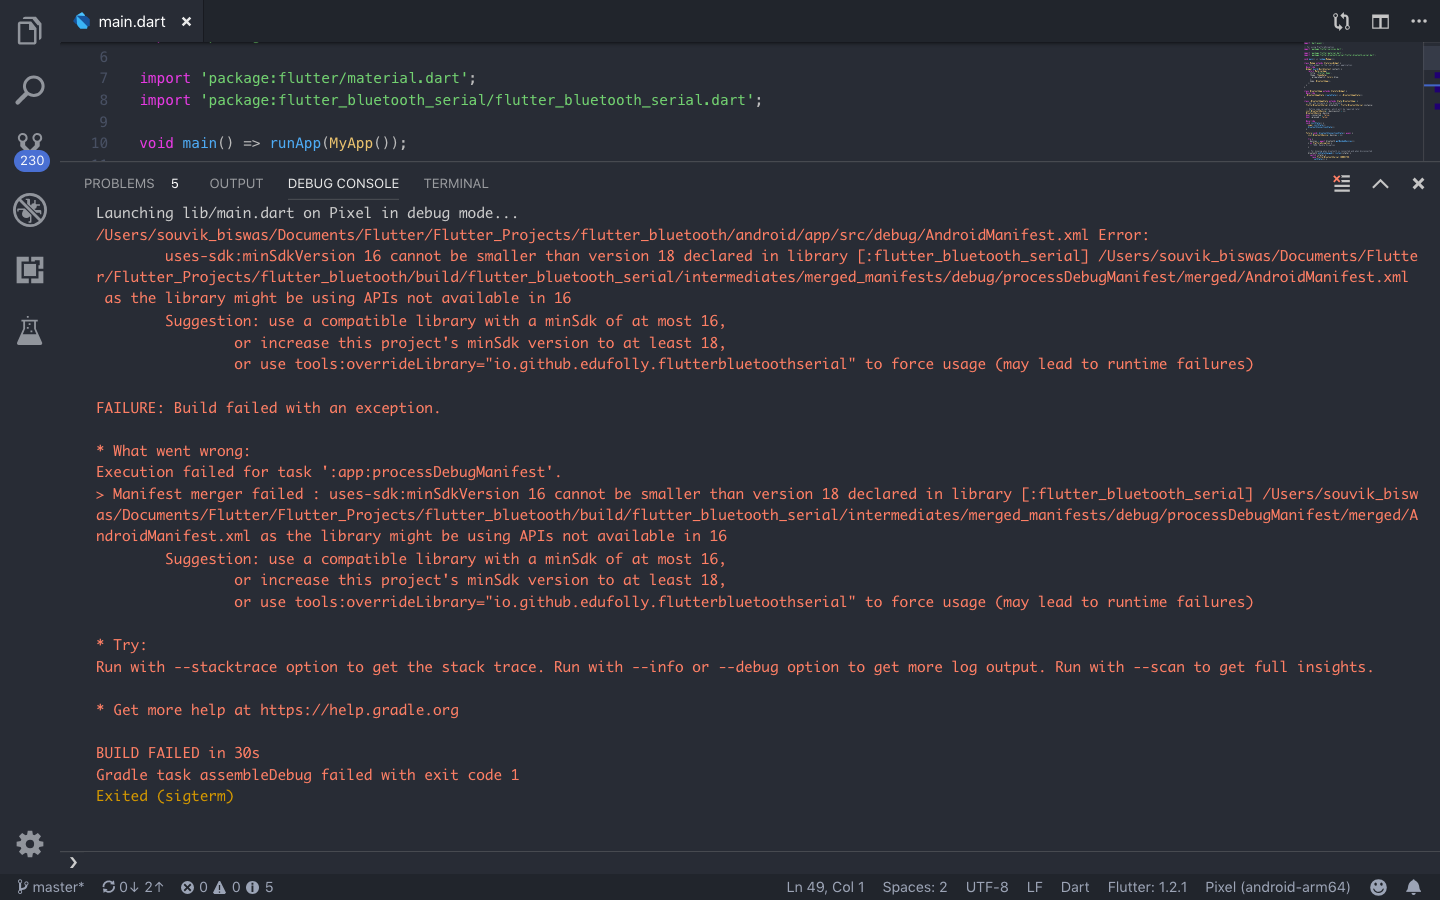 main.dart
6
7 import 'package:flutter/material.dart';
8 import 'package:flutter_bluetooth_serial/flutter_bluetooth_serial.dart';
9
10 void main() => runApp(MyApp());
230
PROBLEMS 5 OUTPUT DEBUG CONSOLE TERMINAL
Launching lib/main.dart on Pixel in debug mode...
/Users/souvik_biswas/Documents/Flutter/Flutter_Projects/flutter_bluetooth/android/app/src/debug/AndroidManifest.xml Error:
uses-sdk:minSdkVersion 16 cannot be smaller than version 18 declared in library [:flutter_bluetooth_serial] /Users/souvik_biswas/Documents/Flutte
r/Flutter_Projects/flutter_bluetooth/build/flutter_bluetooth_serial/intermediates/merged_manifests/debug/processDebugManifest/merged/AndroidManifest.xml
as the library might be using APIs not available in 16
Suggestion: use a compatible library with a minSdk of at most 16,
or increase this project's minSdk version to at least 18,
or use tools:overrideLibrary="io.github.edufolly.flutterbluetoothserial" to force usage (may lead to runtime failures)
FAILURE: Build failed with an exception.
* What went wrong:
Execution failed for task ':app:processDebugManifest'.
> Manifest merger failed : uses-sdk:minSdkVersion 16 cannot be smaller than version 18 declared in library [:flutter_bluetooth_serial] /Users/souvik_bisw
as/Documents/Flutter/Flutter_Projects/flutter_bluetooth/build/flutter_bluetooth_serial/intermediates/merged_manifests/debug/processDebugManifest/merged/A
ndroidManifest.xml as the library might be using APIs not available in 16
Suggestion: use a compatible library with a minSdk of at most 16,
or increase this project's minSdk version to at least 18,
or use tools:overrideLibrary="io.github.edufolly.flutterbluetoothserial" to force usage (may lead to runtime failures)
* Try:
Run with --stacktrace option to get the stack trace. Run with --info or --debug option to get more log output. Run with --scan to get full insights.
* Get more help at https://help.gradle.org
BUILD FAILED in 30s
Gradle task assembleDebug failed with exit code 1
Exited (sigterm)
❯
master* 0↓ 2↑ 0 0 5 Ln 49, Col 1 Spaces: 2 UTF-8 LF Dart Flutter: 1.2.1 Pixel (android-arm64)